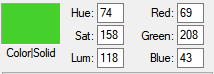 Hue: 74 Red: 69
Sat: 158 Green: 208
Color|Solid Lum: 118 Blue: 43